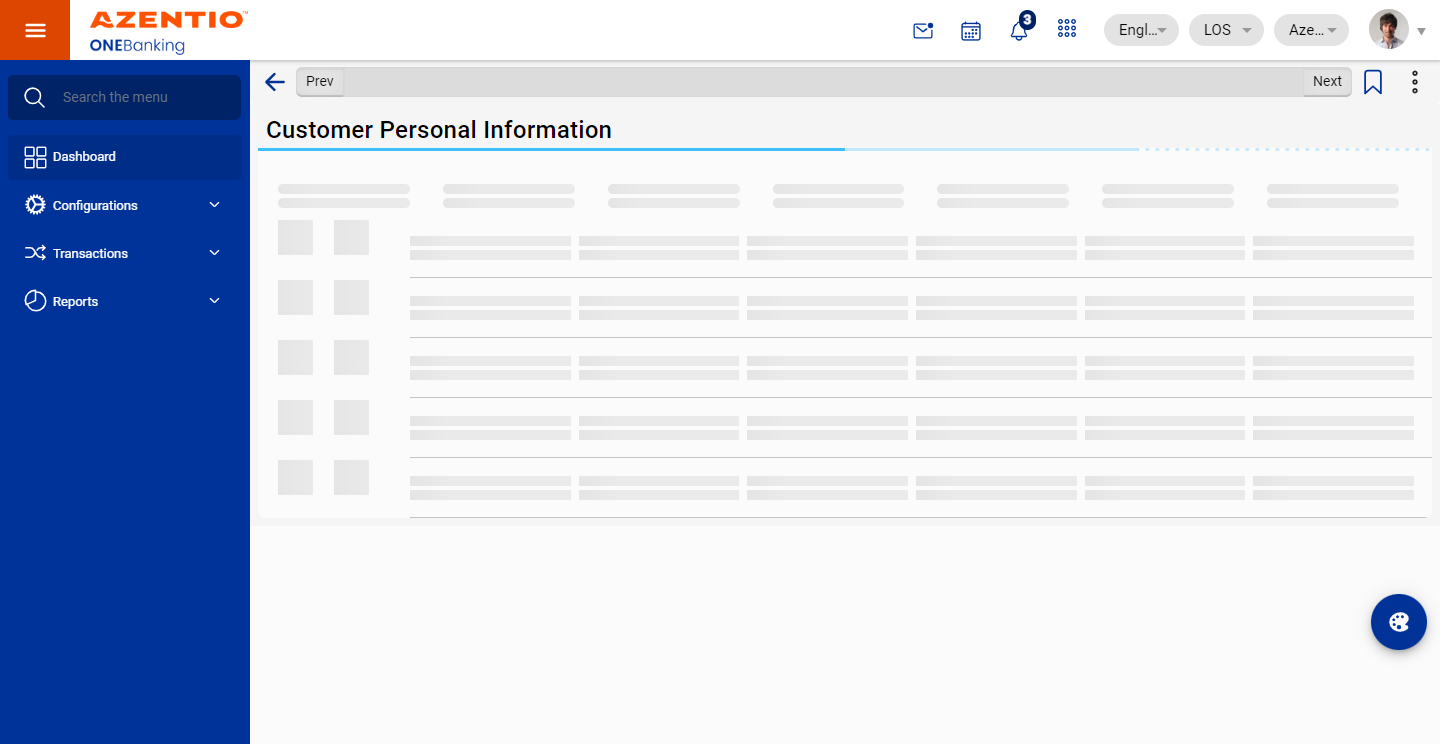 AZENTIO™
ONEBanking
3
Engl...
LOS
Aze...
Search the menu
Dashboard
Configurations
Transactions
Reports
Prev
Next
Customer Personal Information